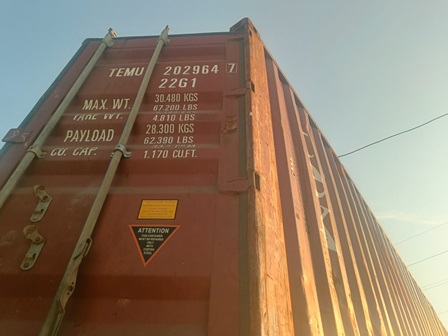 TEMU 202964 7
22G1
MAX. WT. 30.480 KGS
67.200 LBS
TARE WT. 4.810 LBS
PAYLOAD 28.300 KGS
62.390 LBS
CU. CAP.
1.170 CU.FT.
ATTENTION